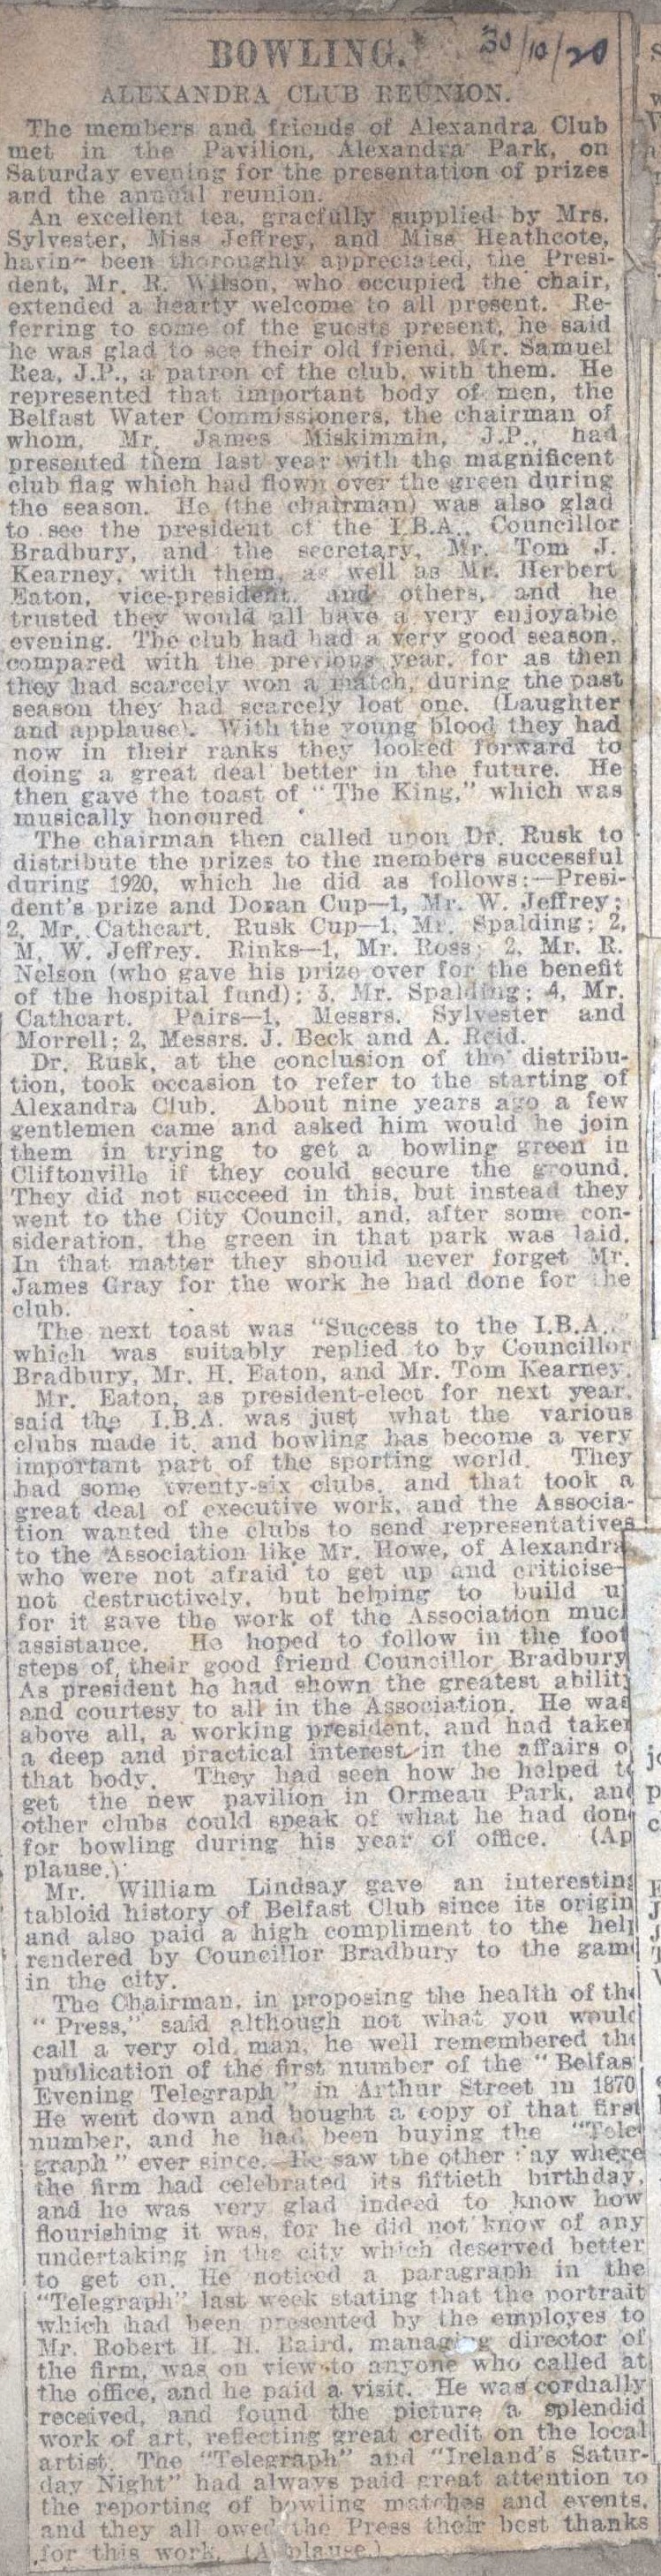 BOWLING. 30/10/20
ALEXANDRA CLUB REUNION.
The members and friends of Alexandra Club
met in the Pavilion, Alexandra Park, on
Saturday evening for the presentation of prizes
and the annual reunion.
An excellent tea, gracfully supplied by Mrs.
Sylvester, Miss Jeffrey, and Miss Heathcote,
havin- been thoroughly appreciated, the Presi-
dent, Mr. R. Wilson, who occupied the chair,
extended a hearty welcome to all present. Re-
ferring to some of the guests present, he said
he was glad to see their old friend, Mr. Samuel
Rea, J.P., a patron of the club, with them. He
represented that important body of men, the
Belfast Water Commissioners, the chairman of
whom, Mr. James Miskimmin, J.P., had
presented them last year with the magnificent
club flag which had flown over the green during
the season. He (the chairman) was also glad
to see the president of the I.B.A., Councillor
Bradbury, and the secretary, Mr. Tom J.
Kearney, with them, as well as Mr. Herbert
Eaton, vice-president, and others, and he
trusted they would all have a very enjoyable
evening. The club had had a very good season,
compared with the previous year, for as then
they had scarcely won a match, during the past
season they had scarcely lost one. (Laughter
and applause). With the young blood they had
now in their ranks they looked forward to
doing a great deal better in the future. He
then gave the toast of "The King," which was
musically honoured
The chairman then called upon Dr. Rusk to
distribute the prizes to the members successful
during 1920, which he did as follows:—Presi-
dent's prize and Doran Cup—1, Mr. W. Jeffrey;
2, Mr. Cathcart. Rusk Cup—1, Mr. Spalding; 2,
M. W. Jeffrey. Rinks—1, Mr. Ross; 2, Mr. R.
Nelson (who gave his prize over for the benefit
of the hospital fund); 3, Mr. Spalding; 4, Mr.
Cathcart. Pairs—1, Messrs. Sylvester and
Morrell; 2, Messrs. J. Beck and A. Reid.
Dr. Rusk, at the conclusion of the distribu-
tion, took occasion to refer to the starting of
Alexandra Club. About nine years ago a few
gentlemen came and asked him would he join
them in trying to get a bowling green in
Cliftonville if they could secure the ground.
They did not succeed in this, but instead they
went to the City Council, and, after some con-
sideration, the green in that park was laid.
In that matter they should never forget Mr.
James Gray for the work he had done for the
club.
The next toast was "Success to the I.B.A.,"
which was suitably replied to by Councillor
Bradbury, Mr. H. Eaton, and Mr. Tom Kearney.
Mr. Eaton, as president-elect for next year,
said the I.B.A. was just what the various
clubs made it, and bowling has become a very
important part of the sporting world. They
had some twenty-six clubs, and that took a
great deal of executive work, and the Associa-
tion wanted the clubs to send representatives
to the Association like Mr. Howe, of Alexandra,
who were not afraid to get up and criticise—
not destructively, but helping to build u
for it gave the work of the Association muc
assistance. He hoped to follow in the foot
steps of their good friend Councillor Bradbury
As president he had shown the greatest ability
and courtesy to all in the Association. He was
above all, a working president, and had taken
a deep and practical interest in the affairs o
that body. They had seen how he helped to
get the new pavilion in Ormeau Park, and
other clubs could speak of what he had done
for bowling during his year of office. (Ap
plause.)
Mr. William Lindsay gave an interesting
tabloid history of Belfast Club since its origin
and also paid a high compliment to the help
rendered by Councillor Bradbury to the game
in the city.
The Chairman, in proposing the health of the
"Press," said although not what you would
call a very old man, he well remembered the
publication of the first number of the "Belfas
Evening Telegraph" in Arthur Street in 1870
He went down and bought a copy of that first
number, and he had been buying the "Tele
graph" ever since. He saw the other ay where
the firm had celebrated its fiftieth birthday,
and he was very glad indeed to know how
flourishing it was, for he did not know of any
undertaking in the city which deserved better
to get on. He noticed a paragraph in the
"Telegraph" last week stating that the portrait
which had been presented by the employes to
Mr. Robert H. H. Baird, managing director of
the firm, was on view to anyone who called at
the office, and he paid a visit. He was cordially
received, and found the picture a splendid
work of art, reflecting great credit on the local
artist. The "Telegraph" and "Ireland's Satur-
day Night" had always paid great attention to
the reporting of bowling matches and events,
and they all owed the Press their best thanks
for this work. (Applause.)